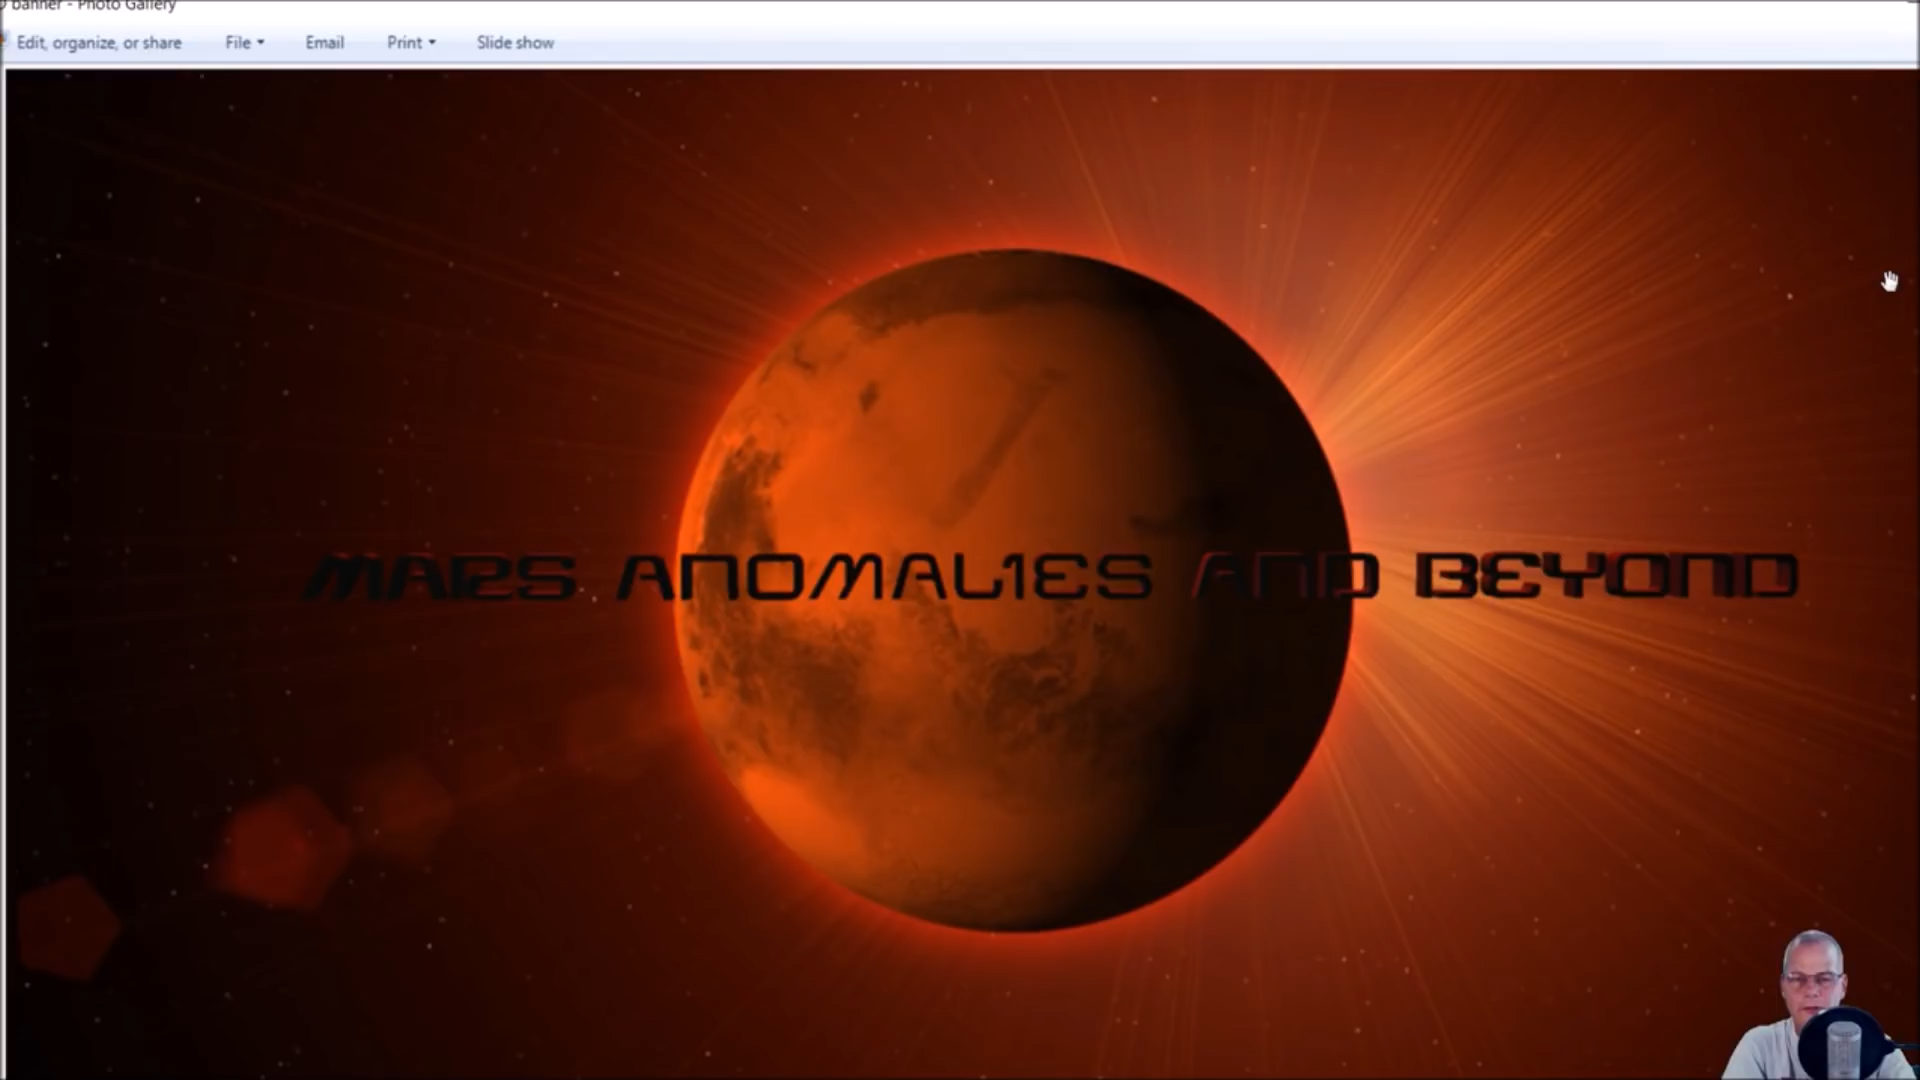 banner - Photo Gallery
Edit, organize, or share File Email Print Slide show
MARS ANOMALIES AND BEYOND